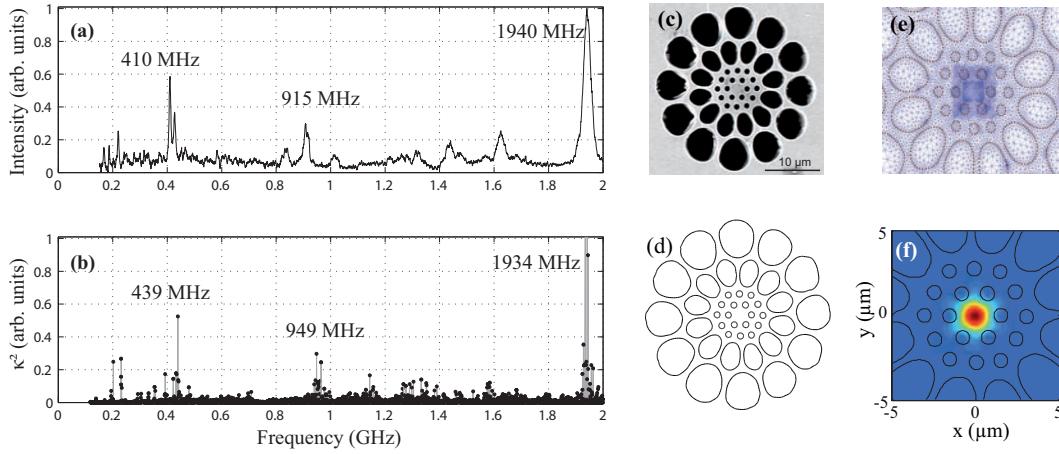 (a)
410 MHz
915 MHz
1940 MHz
Intensity (arb. units)
1
0.8
0.6
0.4
0.2
0
0
0.2
0.4
0.6
0.8
1
1.2
1.4
1.6
1.8
2
(b)
439 MHz
949 MHz
1934 MHz
κ² (arb. units)
1
0.8
0.6
0.4
0.2
0
0
0.2
0.4
0.6
0.8
1
1.2
1.4
1.6
1.8
2
Frequency (GHz)
(c)
10 µm
(d)
(e)
(f)
5
0
-5
y (µm)
-5
0
5
x (µm)